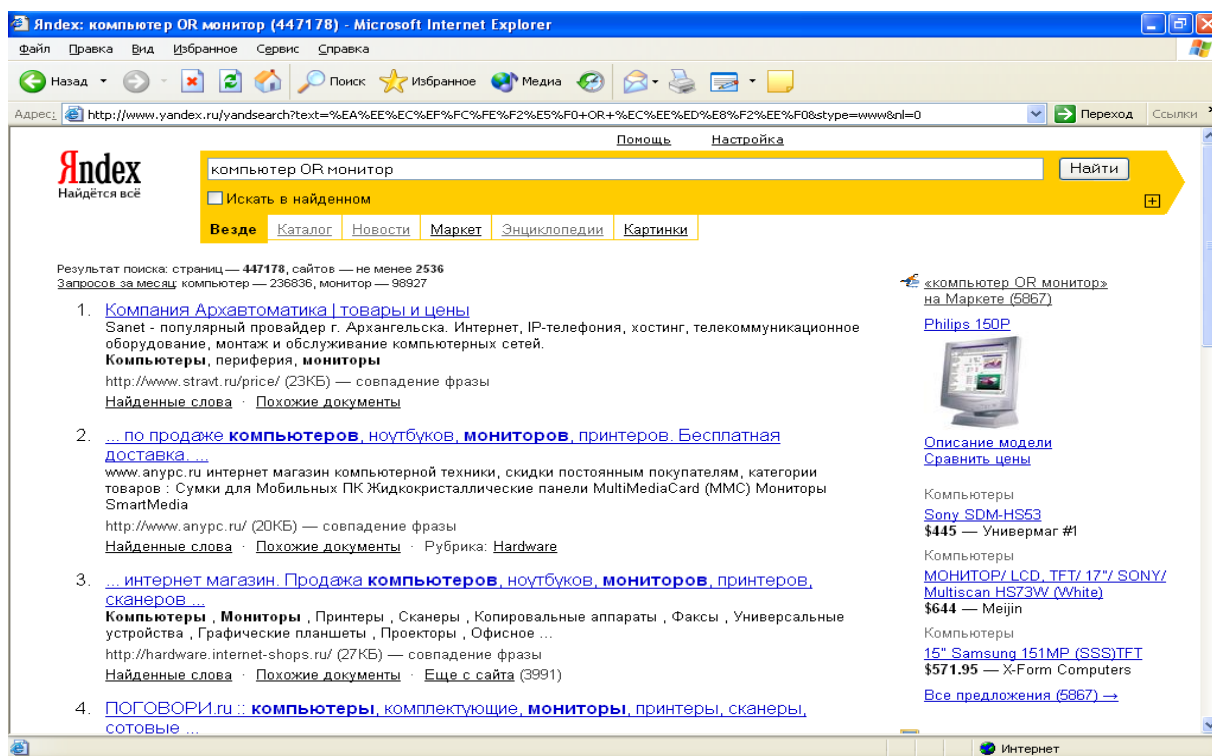 Яndex: компьютер OR монитор (447178) - Microsoft Internet Explorer
Файл Правка Вид Избранное Сервис Справка
Назад Поиск Избранное Медиа
Адрес: http://www.yandex.ru/yandsearch?text=%EA%EE%EC%EF%FC%FE%F2%E5%F0+OR+%EC%EE%ED%E8%F2%EE%F0&stype=www&nl=0 Переход Ссылки »
Помощь Настройка
Яndex
Найдётся всё
компьютер OR монитор Найти
Искать в найденном
Везде Каталог Новости Маркет Энциклопедии Картинки
Результат поиска: страниц — 447178, сайтов — не менее 2536
Запросов за месяц: компьютер — 236836, монитор — 98927
1. Компания Архавтоматика | товары и цены
Sanet - популярный провайдер г. Архангельска. Интернет, IP-телефония, хостинг, телекоммуникационное
оборудование, монтаж и обслуживание компьютерных сетей.
Компьютеры, периферия, мониторы
http://www.stravt.ru/price/ (23КБ) — совпадение фразы
Найденные слова · Похожие документы
2. ... по продаже компьютеров, ноутбуков, мониторов, принтеров. Бесплатная
доставка. ...
www.anypc.ru интернет магазин компьютерной техники, скидки постоянным покупателям, категории
товаров : Сумки для Мобильных ПК Жидкокристаллические панели MultiMediaCard (MMC) Мониторы
SmartMedia
http://www.anypc.ru/ (20КБ) — совпадение фразы
Найденные слова · Похожие документы · Рубрика: Hardware
3. ... интернет магазин. Продажа компьютеров, ноутбуков, мониторов, принтеров,
сканеров ...
Компьютеры , Мониторы , Принтеры , Сканеры , Копировальные аппараты , Факсы , Универсальные
устройства , Графические планшеты , Проекторы , Офисное ...
http://hardware.internet-shops.ru/ (27КБ) — совпадение фразы
Найденные слова · Похожие документы · Еще с сайта (3991)
4. ПОГОВОРИ.ru :: компьютеры, комплектующие, мониторы, принтеры, сканеры,
сотовые ...
«компьютер OR монитор»
на Маркете (5867)
Philips 150P
Описание модели
Сравнить цены
Компьютеры
Sony SDM-HS53
$445 — Универмаг #1
Компьютеры
МОНИТОР/ LCD, TFT/ 17"/ SONY/
Multiscan HS73W (White)
$644 — Meijin
Компьютеры
15" Samsung 151MP (SSS)TFT
$571.95 — X-Form Computers
Все предложения (5867) →
Интернет